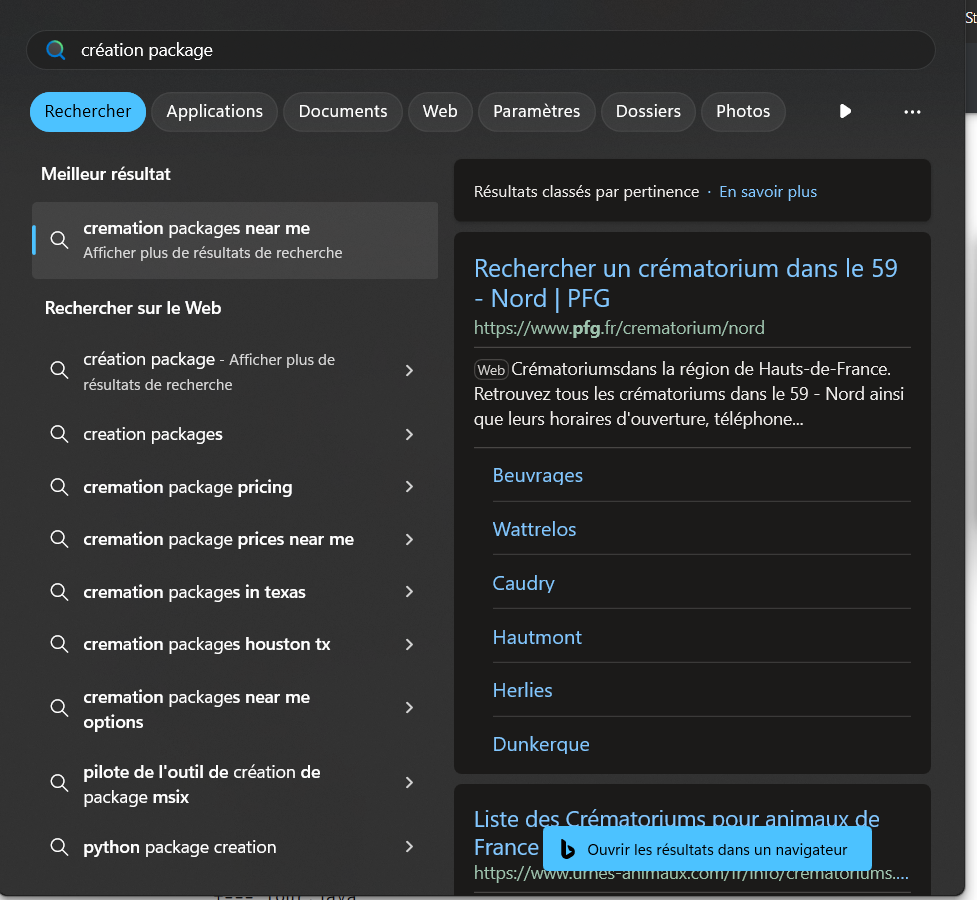 St
création package
Rechercher Applications Documents Web Paramètres Dossiers Photos
Meilleur résultat
cremation packages near me
Afficher plus de résultats de recherche
Rechercher sur le Web
création package - Afficher plus de
résultats de recherche
creation packages
cremation package pricing
cremation package prices near me
cremation packages in texas
cremation packages houston tx
cremation packages near me
options
pilote de l'outil de création de
package msix
python package creation
Résultats classés par pertinence · En savoir plus
Rechercher un crématorium dans le 59
- Nord | PFG
https://www.pfg.fr/crematorium/nord
Web Crématoriumsdans la région de Hauts-de-France.
Retrouvez tous les crématoriums dans le 59 - Nord ainsi
que leurs horaires d'ouverture, téléphone...
Beuvrages
Wattrelos
Caudry
Hautmont
Herlies
Dunkerque
Liste des Crématoriums pour animaux de
France
https://www.urnes-animaux.com/fr/info/crematoriums....
Ouvrir les résultats dans un navigateur